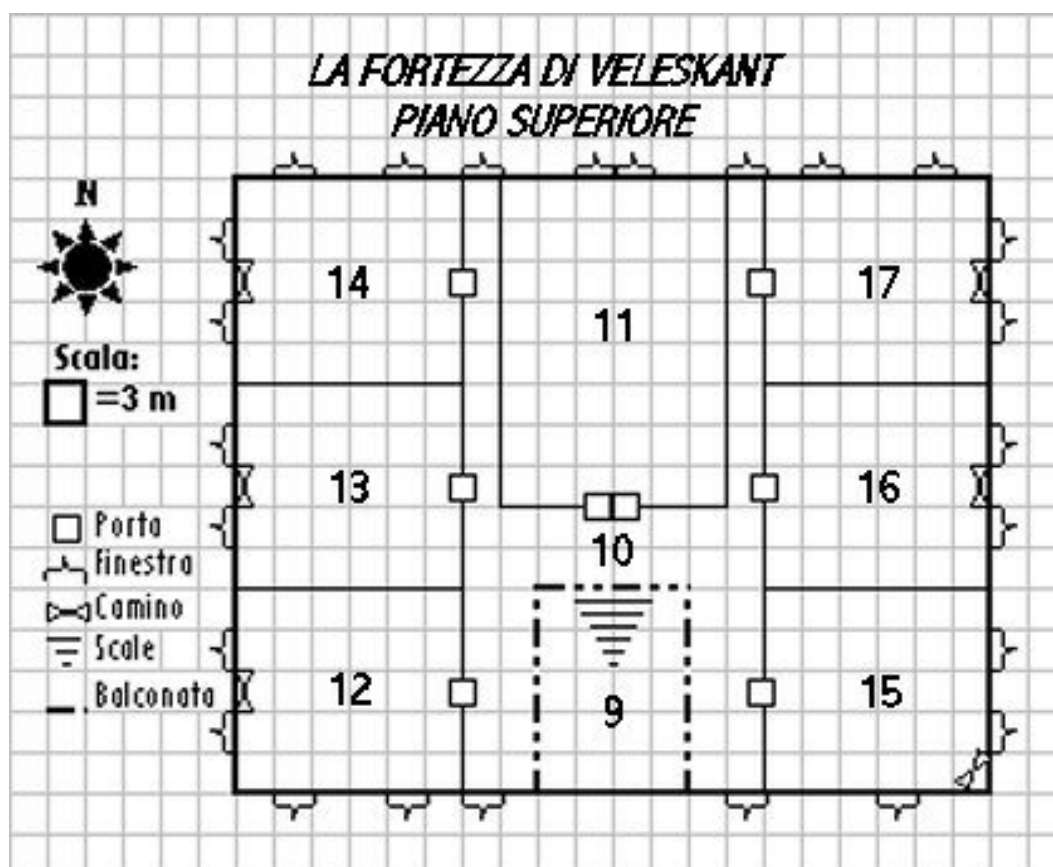 LA FORTEZZA DI VELESKANT
PIANO SUPERIORE
N
Scala:
=3 m
Porta
Finestra
Camino
Scale
Balconata
14
17
11
13
16
10
12
9
15